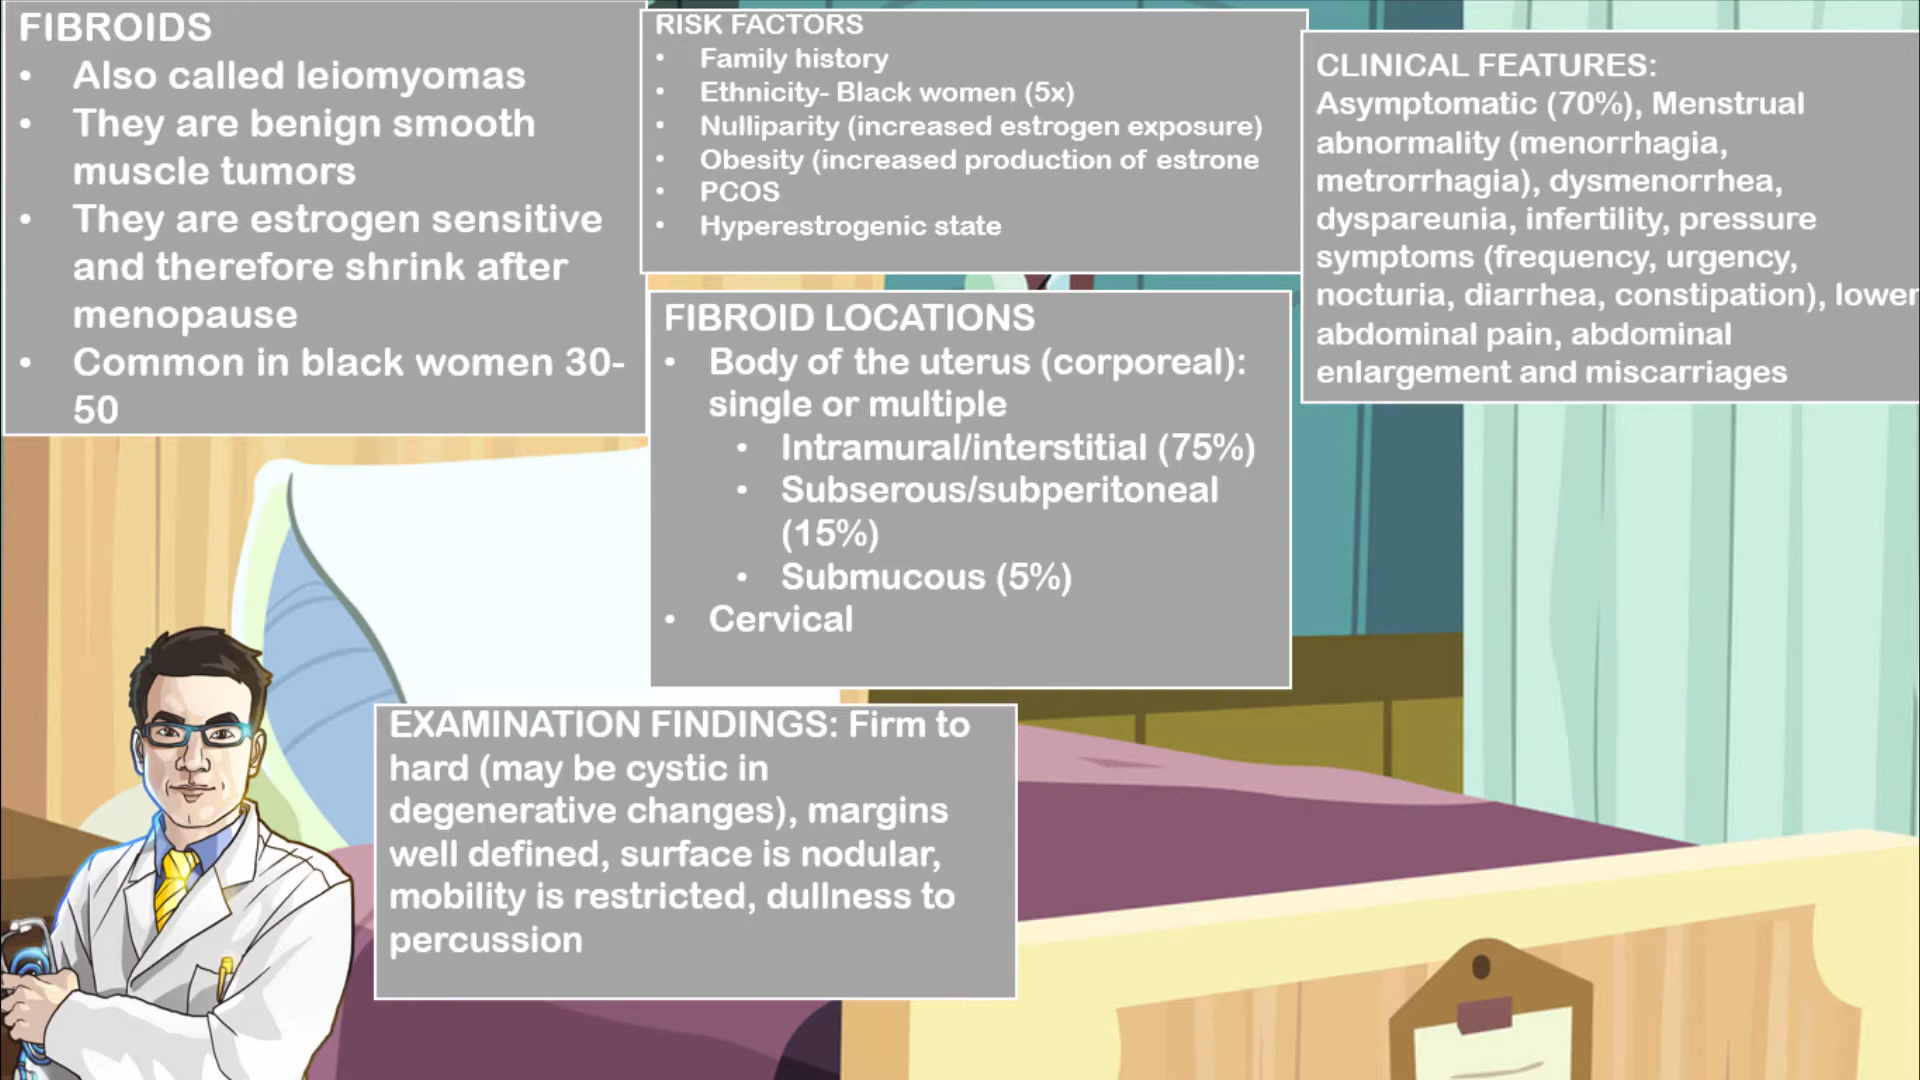 FIBROIDS
• Also called leiomyomas
• They are benign smooth
muscle tumors
• They are estrogen sensitive
and therefore shrink after
menopause
• Common in black women 30-
50
RISK FACTORS
• Family history
• Ethnicity- Black women (5x)
• Nulliparity (increased estrogen exposure)
• Obesity (increased production of estrone
• PCOS
• Hyperestrogenic state
CLINICAL FEATURES:
Asymptomatic (70%), Menstrual
abnormality (menorrhagia,
metrorrhagia), dysmenorrhea,
dyspareunia, infertility, pressure
symptoms (frequency, urgency,
nocturia, diarrhea, constipation), lower
abdominal pain, abdominal
enlargement and miscarriages
FIBROID LOCATIONS
• Body of the uterus (corporeal):
single or multiple
• Intramural/interstitial (75%)
• Subserous/subperitoneal
(15%)
• Submucous (5%)
• Cervical
EXAMINATION FINDINGS: Firm to
hard (may be cystic in
degenerative changes), margins
well defined, surface is nodular,
mobility is restricted, dullness to
percussion